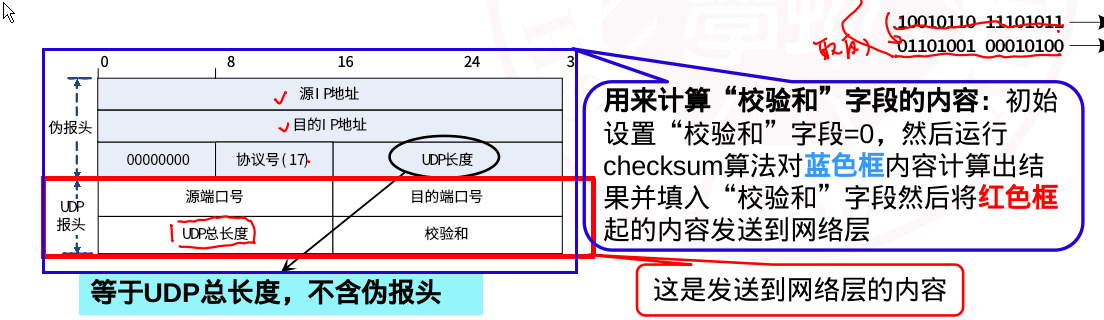 10010110 11101011
取反
01101001 00010100
0 8 16 24 3
伪报头
源IP地址
目的IP地址
00000000 协议号(17) UDP长度
UDP
报头
源端口号 目的端口号
UDP总长度 校验和
等于UDP总长度，不含伪报头
用来计算“校验和”字段的内容：初始
设置“校验和”字段=0，然后运行
checksum算法对蓝色框内容计算出结
果并填入“校验和”字段然后将红色框
起的内容发送到网络层
这是发送到网络层的内容